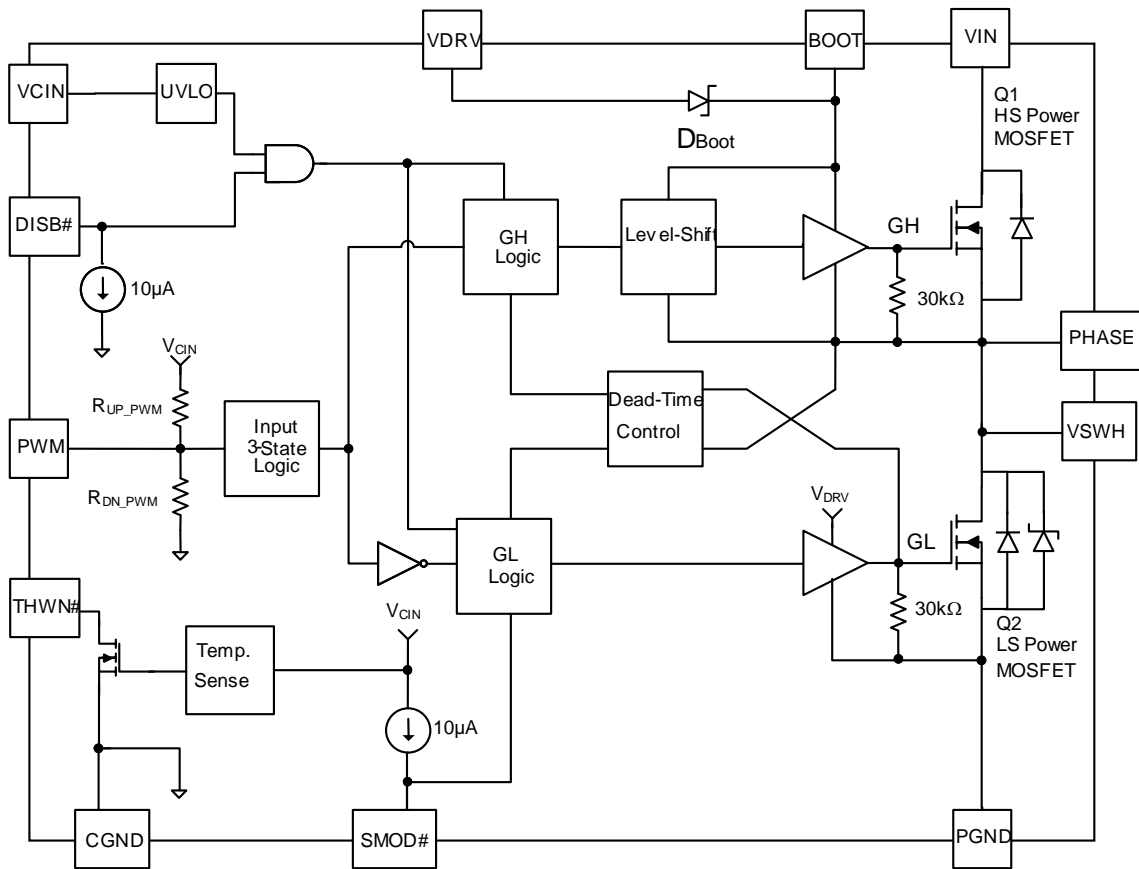 VDRV
BOOT
VIN
VCIN
UVLO
Q1
HS Power
MOSFET
DBoot
DISB#
GH
Logic
Level-Shift
GH
10µA
30kΩ
VCIN
PHASE
RUP_PWM
Dead-Time
Control
Input
3-State
Logic
PWM
VSWH
RDN_PWM
VDRV
GL
Logic
GL
THWN#
VCIN
30kΩ
Q2
LS Power
MOSFET
Temp.
Sense
10µA
CGND
SMOD#
PGND